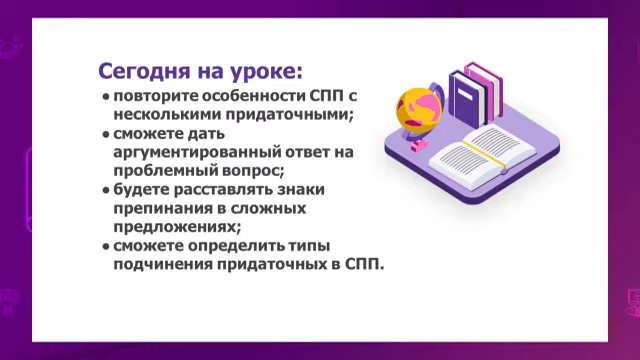 Сегодня на уроке:
● повторите особенности СПП с
несколькими придаточными;
● сможете дать
аргументированный ответ на
проблемный вопрос;
● будете расставлять знаки
препинания в сложных
предложениях;
● сможете определить типы
подчинения придаточных в СПП.